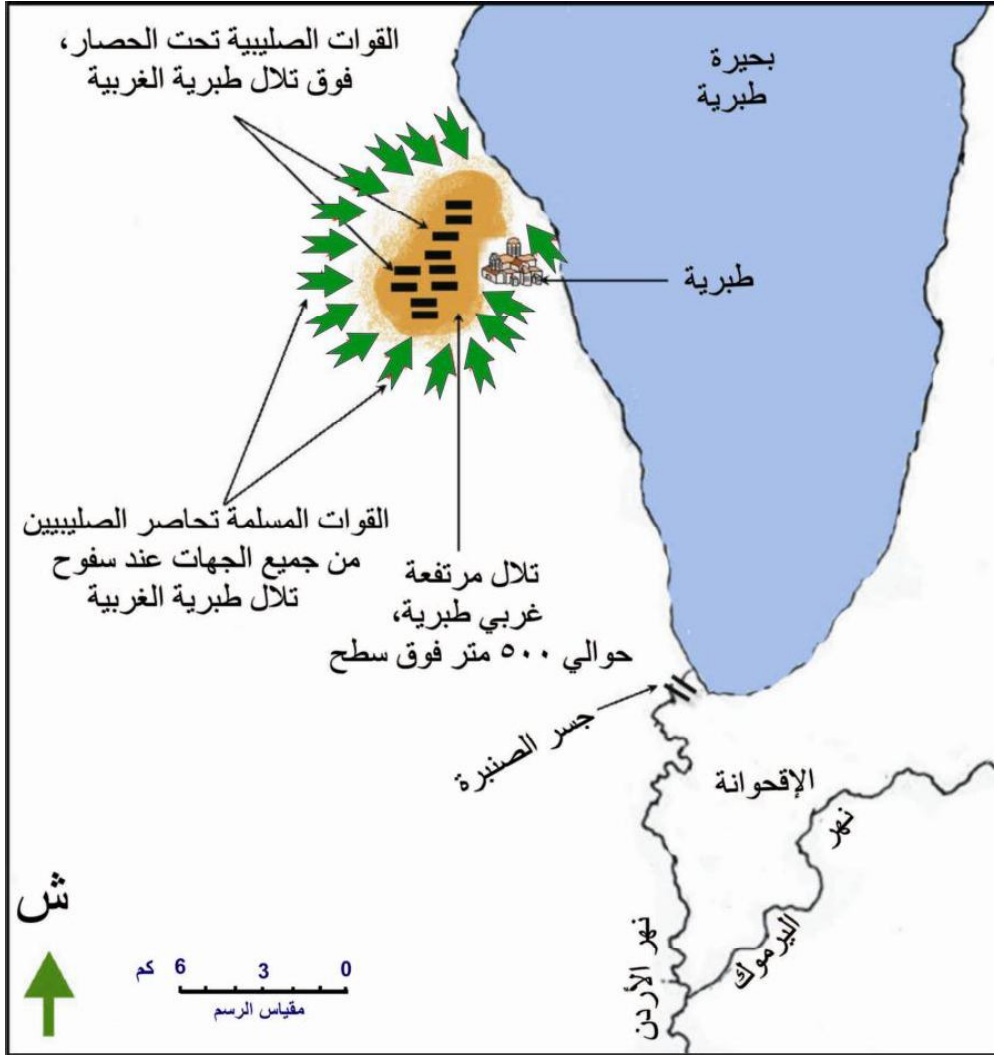 القوات الصليبية تحت الحصار،
فوق تلال طبرية الغربية
بحيرة
طبرية
طبرية
القوات المسلمة تحاصر الصليبيين
من جميع الجهات عند سفوح
تلال طبرية الغربية
تلال مرتفعة
غربي طبرية،
حوالي ٥٠٠ متر فوق سطح
جسر الصنبرة
الإقحوانة
نهر
اليرموك
نهر الأردن
ش
كم 6 3 0
مقياس الرسم